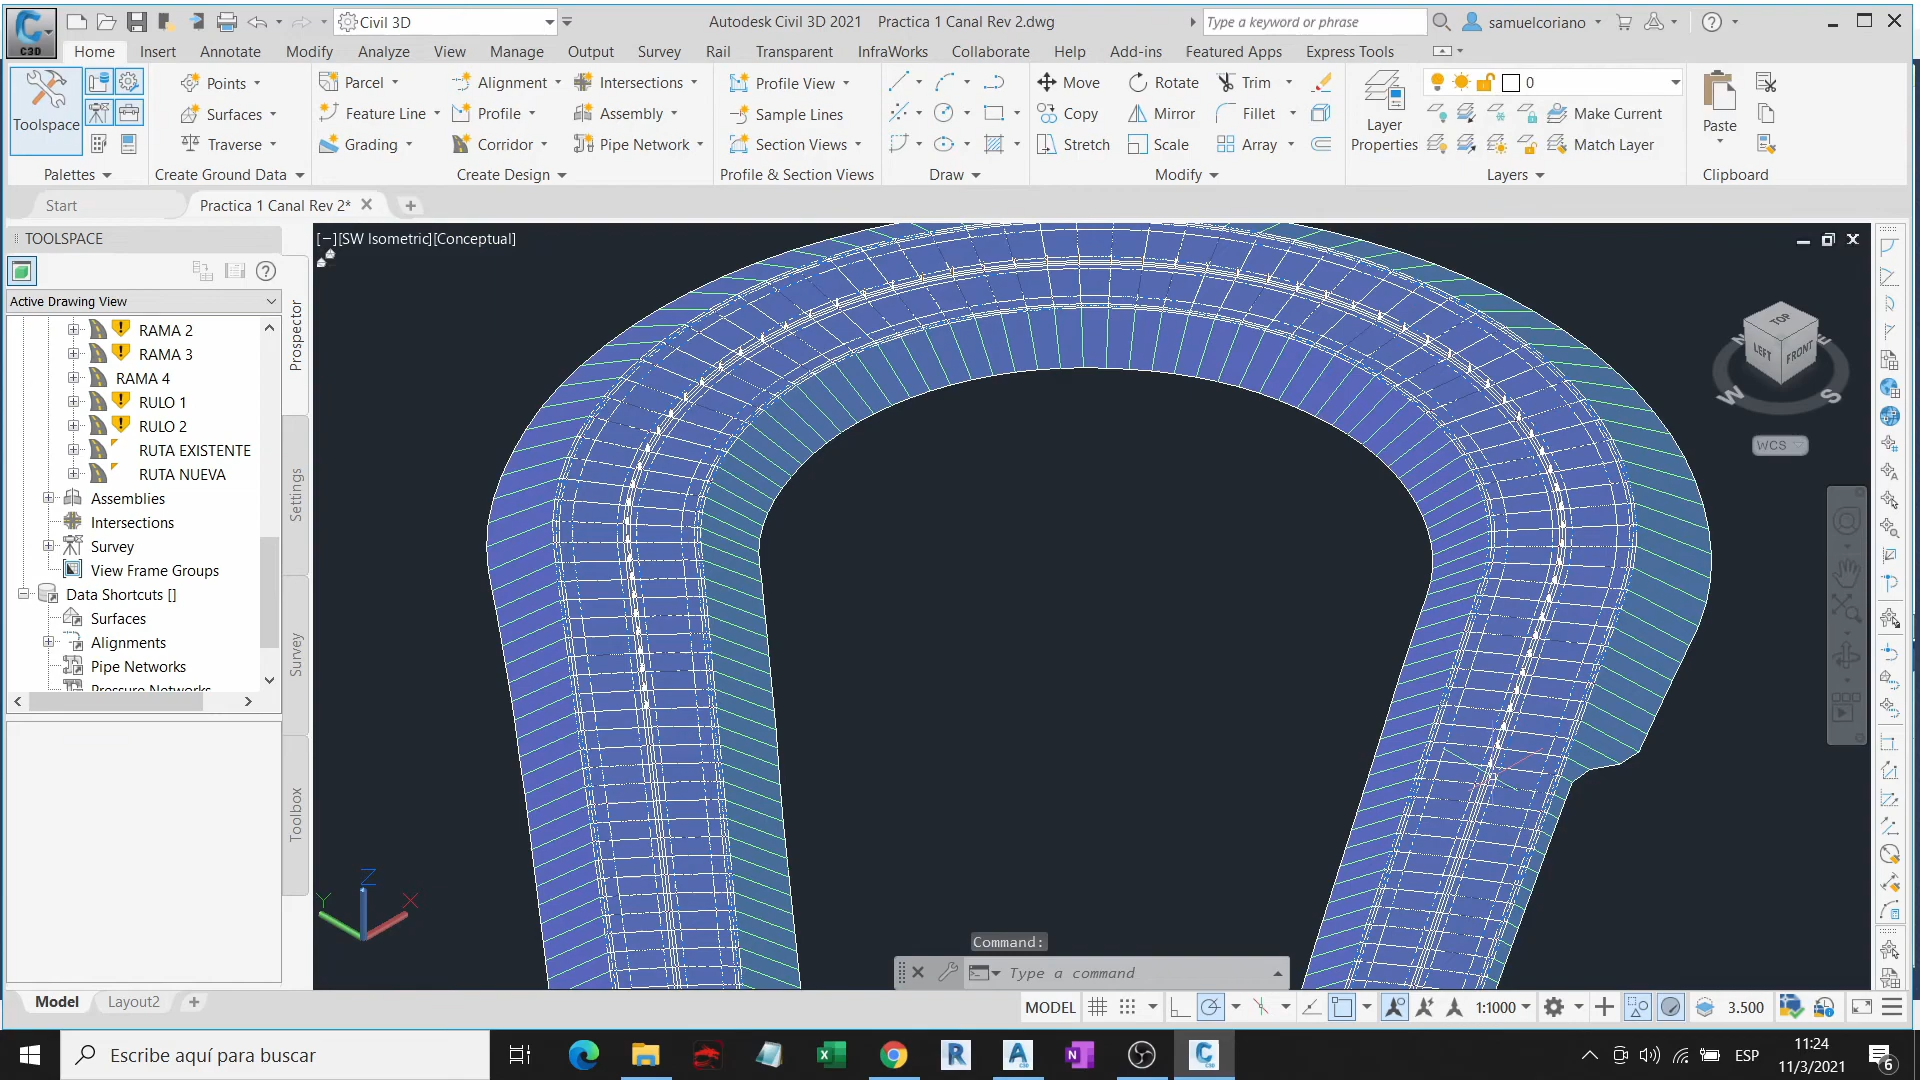 Civil 3D
Autodesk Civil 3D 2021 Practica 1 Canal Rev 2.dwg
Type a keyword or phrase
samuelcoriano
C3D
Home Insert Annotate Modify Analyze View Manage Output Survey Rail Transparent InfraWorks Collaborate Help Add-ins Featured Apps Express Tools
Toolspace
Points
Surfaces
Traverse
Parcel
Feature Line
Grading
Alignment
Profile
Corridor
Intersections
Assembly
Pipe Network
Profile View
Sample Lines
Section Views
Move
Copy
Stretch
Rotate
Mirror
Scale
Trim
Fillet
Array
Layer
Properties
0
Make Current
Match Layer
Paste
Palettes Create Ground Data Create Design Profile & Section Views Draw Modify Layers Clipboard
Start
Practica 1 Canal Rev 2*
TOOLSPACE
Active Drawing View
RAMA 2
RAMA 3
RAMA 4
RULO 1
RULO 2
RUTA EXISTENTE
RUTA NUEVA
Assemblies
Intersections
Survey
View Frame Groups
Data Shortcuts []
Surfaces
Alignments
Pipe Networks
Pressure Networks
Prospector
Settings
Survey
Toolbox
[−][SW Isometric][Conceptual]
TOP
LEFT
FRONT
N
E
W
S
WCS
Z
Y
X
Command:
Type a command
Model
Layout2
MODEL
1:1000
3.500
Escribe aquí para buscar
ESP
11:24
11/3/2021
6